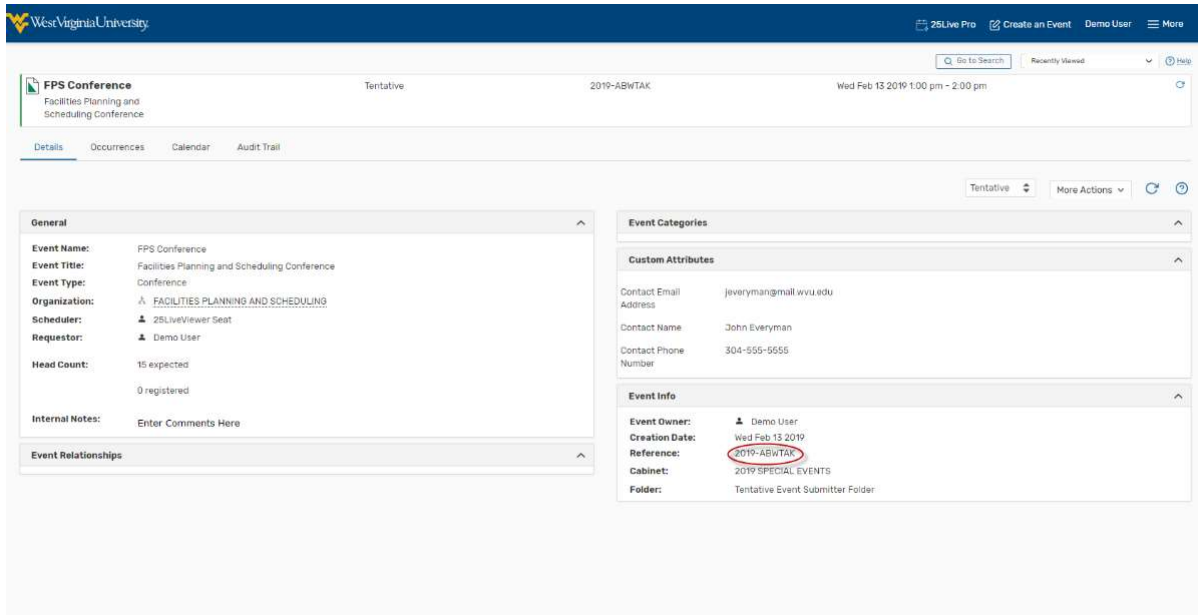 West Virginia University.
25Live Pro Create an Event Demo User More
Go to Search Recently Viewed Help
FPS Conference Tentative 2019-ABWTAK Wed Feb 13 2019 1:00 pm - 2:00 pm
Facilities Planning and
Scheduling Conference
Details Occurrences Calendar Audit Trail
Tentative More Actions
General
Event Name: FPS Conference
Event Title: Facilities Planning and Scheduling Conference
Event Type: Conference
Organization: FACILITIES PLANNING AND SCHEDULING
Scheduler: 25LiveViewer Seat
Requestor: Demo User
Head Count: 15 expected
0 registered
Internal Notes: Enter Comments Here
Event Relationships
Event Categories
Custom Attributes
Contact Email jeveryman@mail.wvu.edu
Address
Contact Name John Everyman
Contact Phone 304-555-5555
Number
Event Info
Event Owner: Demo User
Creation Date: Wed Feb 13 2019
Reference: 2019-ABWTAK
Cabinet: 2019 SPECIAL EVENTS
Folder: Tentative Event Submitter Folder